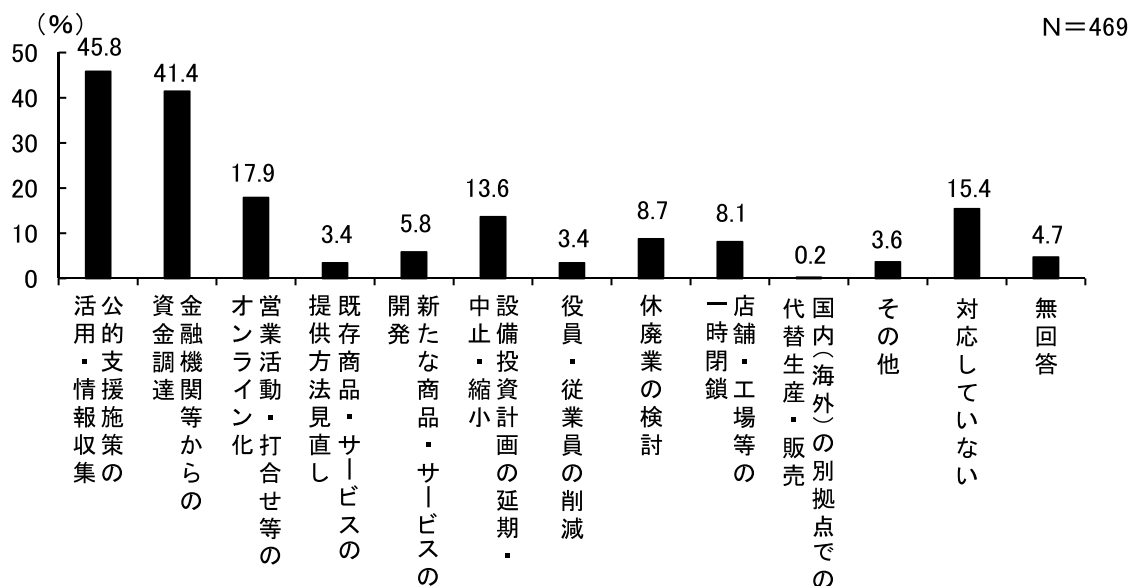 （%）
N＝469
50
40
30
20
10
0
45.8
41.4
17.9
3.4
5.8
13.6
3.4
8.7
8.1
0.2
3.6
15.4
4.7
公的支援施策の
活用・情報収集
金融機関等からの
資金調達
営業活動・打合せ等の
オンライン化
既存商品・サービスの
提供方法見直し
新たな商品・サービスの
開発
設備投資計画の延期・
中止・縮小
役員・従業員の削減
休廃業の検討
店舗・工場等の
一時閉鎖
国内（海外）の別拠点での
代替生産・販売
その他
対応していない
無回答